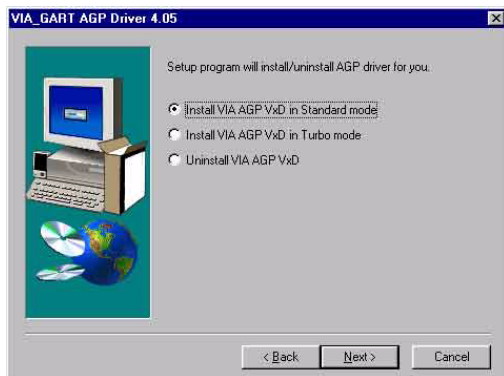 VIA_GART AGP Driver 4.05
Setup program will install/uninstall AGP driver for you.
Install VIA AGP VxD in Standard mode
Install VIA AGP VxD in Turbo mode
Uninstall VIA AGP VxD
< Back
Next >
Cancel